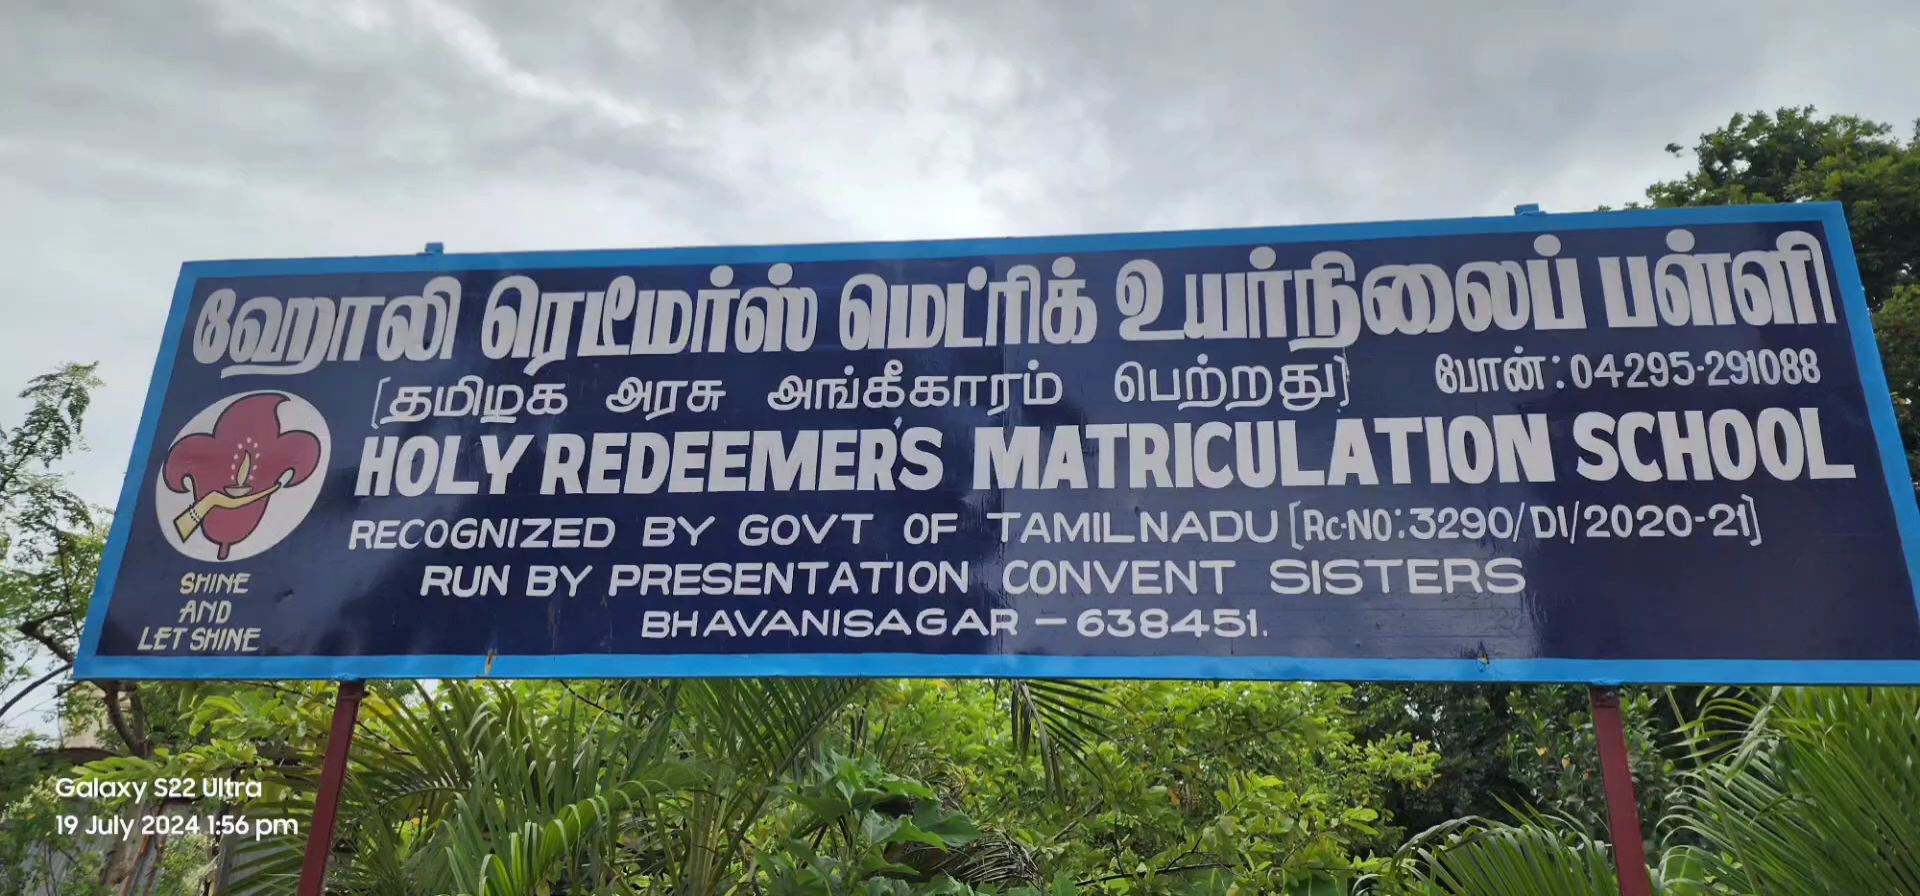 ஹோலி ரெடீமேர்ஸ் மெட்ரிக் உயர்நிலைப் பள்ளி
[தமிழக அரசு அங்கீகாரம் பெற்றது] போன்: 04295-291088
HOLY REDEEMER'S MATRICULATION SCHOOL
RECOGNIZED BY GOVT OF TAMILNADU [Rc.NO:3290/D1/2020-21]
RUN BY PRESENTATION CONVENT SISTERS
BHAVANISAGAR - 638451.
SHINE
AND
LET SHINE
Galaxy S22 Ultra
19 July 2024 1:56 pm